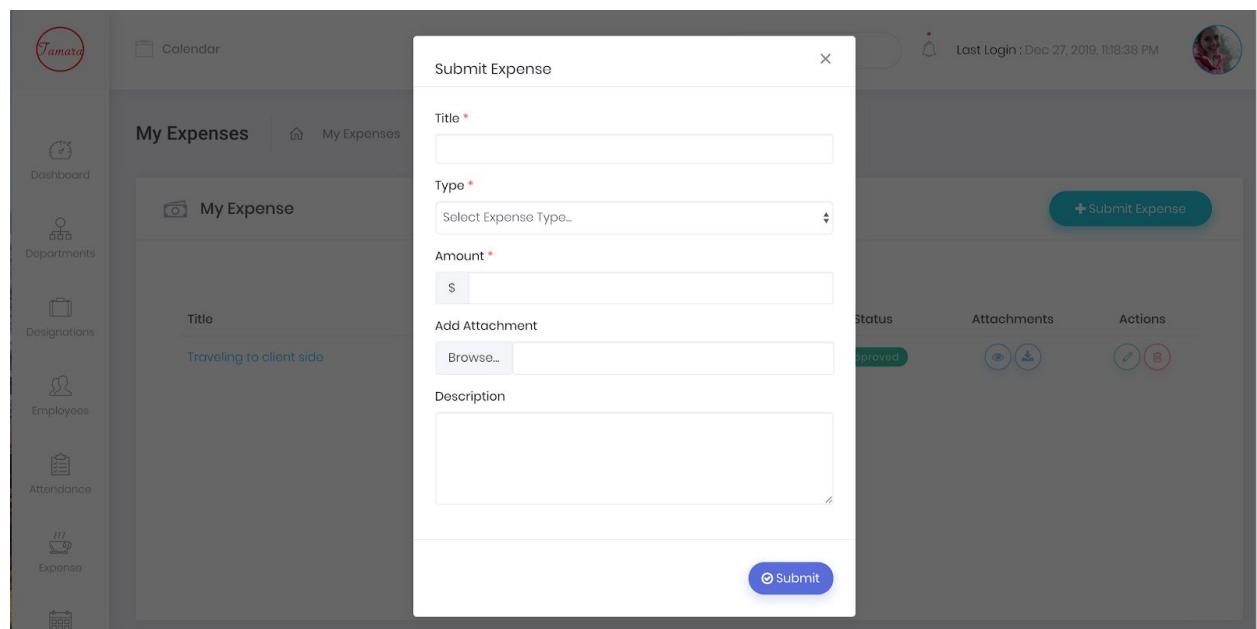 Tamara
Calendar
Last Login : Dec 27, 2019, 11:18:38 PM
Submit Expense
×
My Expenses
My Expenses
Title *
Type *
Select Expense Type...
Amount *
$
Add Attachment
Browse...
Description
Submit
My Expense
+ Submit Expense
Title
Status
Attachments
Actions
Traveling to client side
pproved
Dashboard
Departments
Designations
Employees
Attendance
Expense